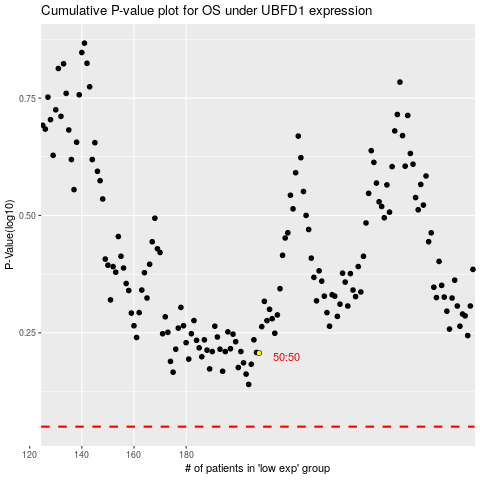 Cumulative P-value plot for OS under UBFD1 expression
P-Value(log10)
0.75
0.50
0.25
50:50
120 140 160 180
# of patients in 'low exp' group